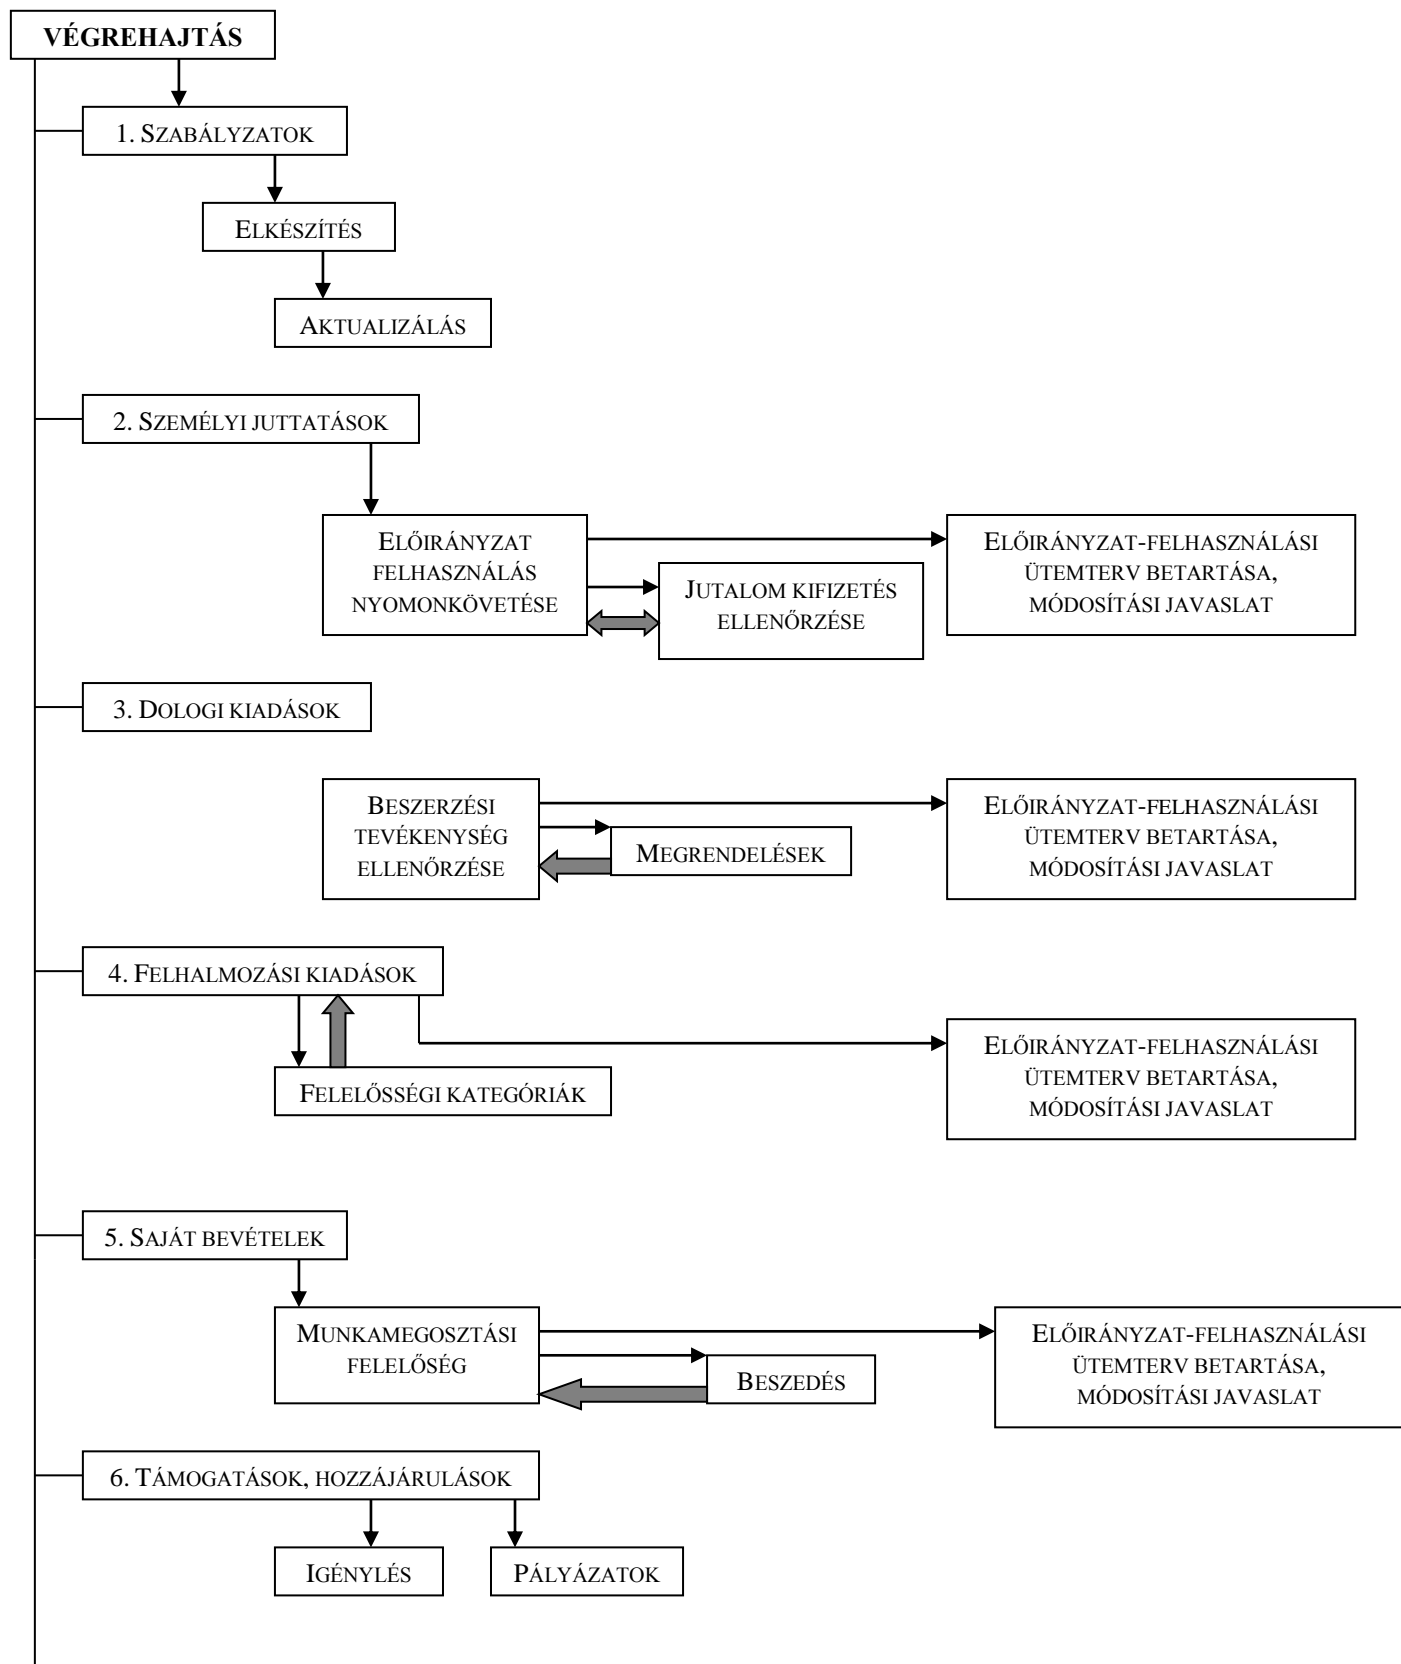 VÉGREHAJTÁS
1. SZABÁLYZATOK
ELKÉSZÍTÉS
AKTUALIZÁLÁS
2. SZEMÉLYI JUTTATÁSOK
ELŐIRÁNYZAT
FELHASZNÁLÁS
NYOMONKÖVETÉSE
JUTALOM KIFIZETÉS
ELLENŐRZÉSE
ELŐIRÁNYZAT-FELHASZNÁLÁSI
ÜTEMTERV BETARTÁSA,
MÓDOSÍTÁSI JAVASLAT
3. DOLOGI KIADÁSOK
BESZERZÉSI
TEVÉKENYSÉG
ELLENŐRZÉSE
MEGRENDELÉSEK
ELŐIRÁNYZAT-FELHASZNÁLÁSI
ÜTEMTERV BETARTÁSA,
MÓDOSÍTÁSI JAVASLAT
4. FELHALMOZÁSI KIADÁSOK
FELELŐSSÉGI KATEGÓRIÁK
ELŐIRÁNYZAT-FELHASZNÁLÁSI
ÜTEMTERV BETARTÁSA,
MÓDOSÍTÁSI JAVASLAT
5. SAJÁT BEVÉTELEK
MUNKAMEGOSZTÁSI
FELELŐSÉG
BESZEDÉS
ELŐIRÁNYZAT-FELHASZNÁLÁSI
ÜTEMTERV BETARTÁSA,
MÓDOSÍTÁSI JAVASLAT
6. TÁMOGATÁSOK, HOZZÁJÁRULÁSOK
IGÉNYLÉS
PÁLYÁZATOK